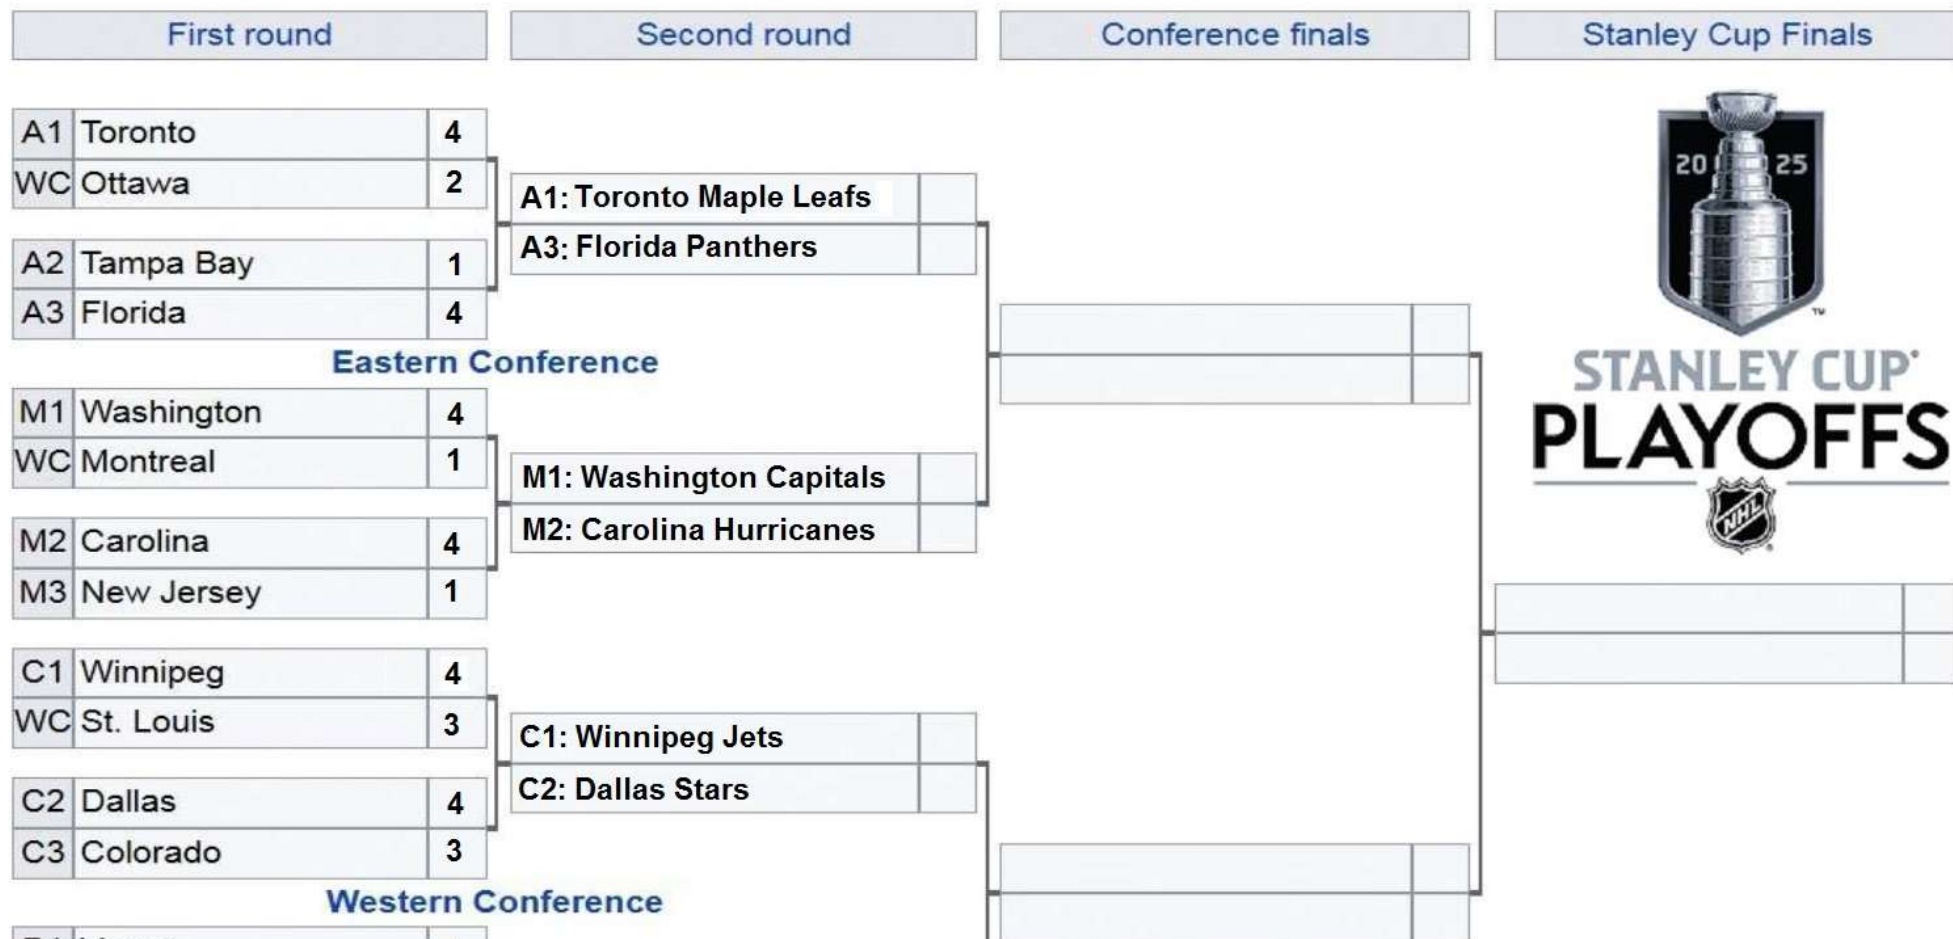 First round
Second round
Conference finals
Stanley Cup Finals
A1 Toronto 4
WC Ottawa 2
A1: Toronto Maple Leafs
A3: Florida Panthers
A2 Tampa Bay 1
A3 Florida 4
Eastern Conference
M1 Washington 4
WC Montreal 1
M1: Washington Capitals
M2: Carolina Hurricanes
M2 Carolina 4
M3 New Jersey 1
C1 Winnipeg 4
WC St. Louis 3
C1: Winnipeg Jets
C2: Dallas Stars
C2 Dallas 4
C3 Colorado 3
Western Conference
20 25
TM
STANLEY CUP®
PLAYOFFS
NHL